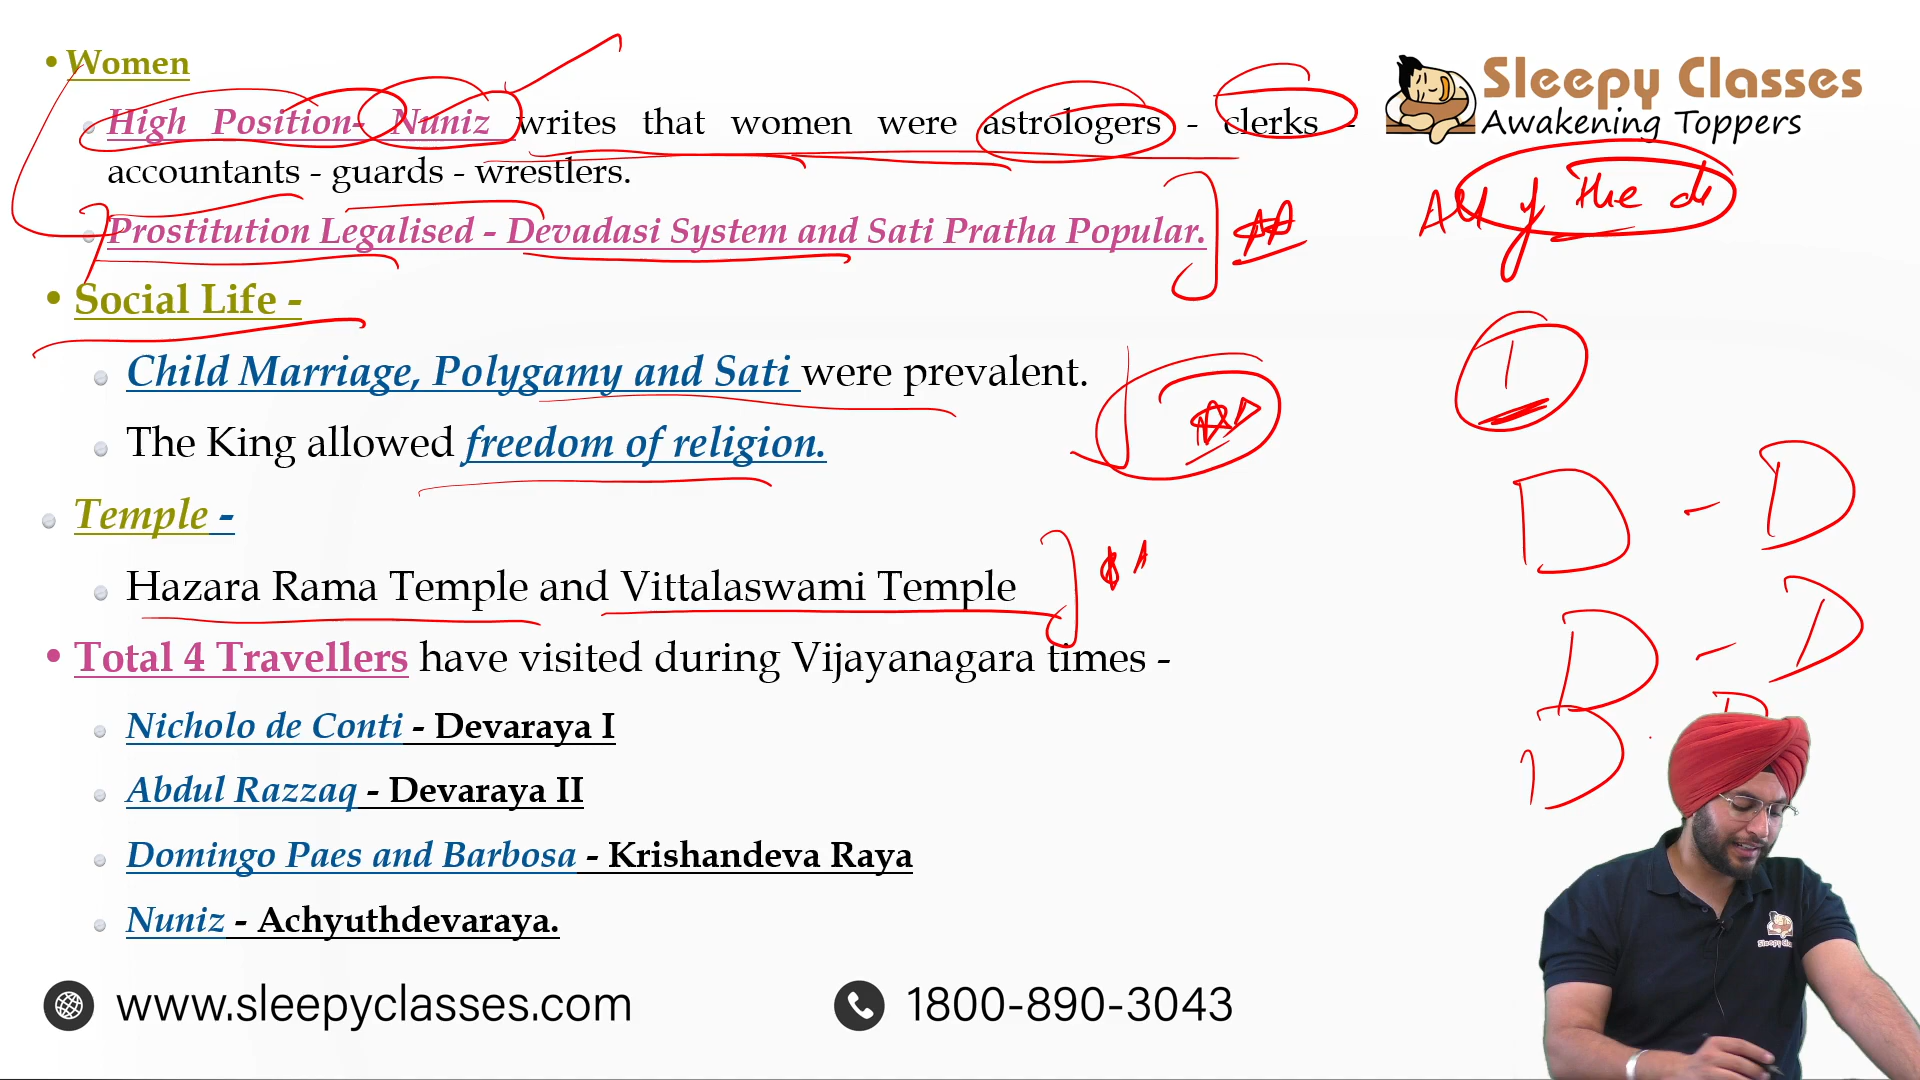 • Women
High Position- Nuniz writes that women were astrologers - clerks -
accountants - guards - wrestlers.
Prostitution Legalised - Devadasi System and Sati Pratha Popular.
• Social Life -
Child Marriage, Polygamy and Sati were prevalent.
The King allowed freedom of religion.
Temple -
Hazara Rama Temple and Vittalaswami Temple
• Total 4 Travellers have visited during Vijayanagara times -
Nicholo de Conti - Devaraya I
Abdul Razzaq - Devaraya II
Domingo Paes and Barbosa - Krishandeva Raya
Nuniz - Achyuthdevaraya.
www.sleepyclasses.com
1800-890-3043
Sleepy Classes
Awakening Toppers
All of the
1
D - D
D - D
D